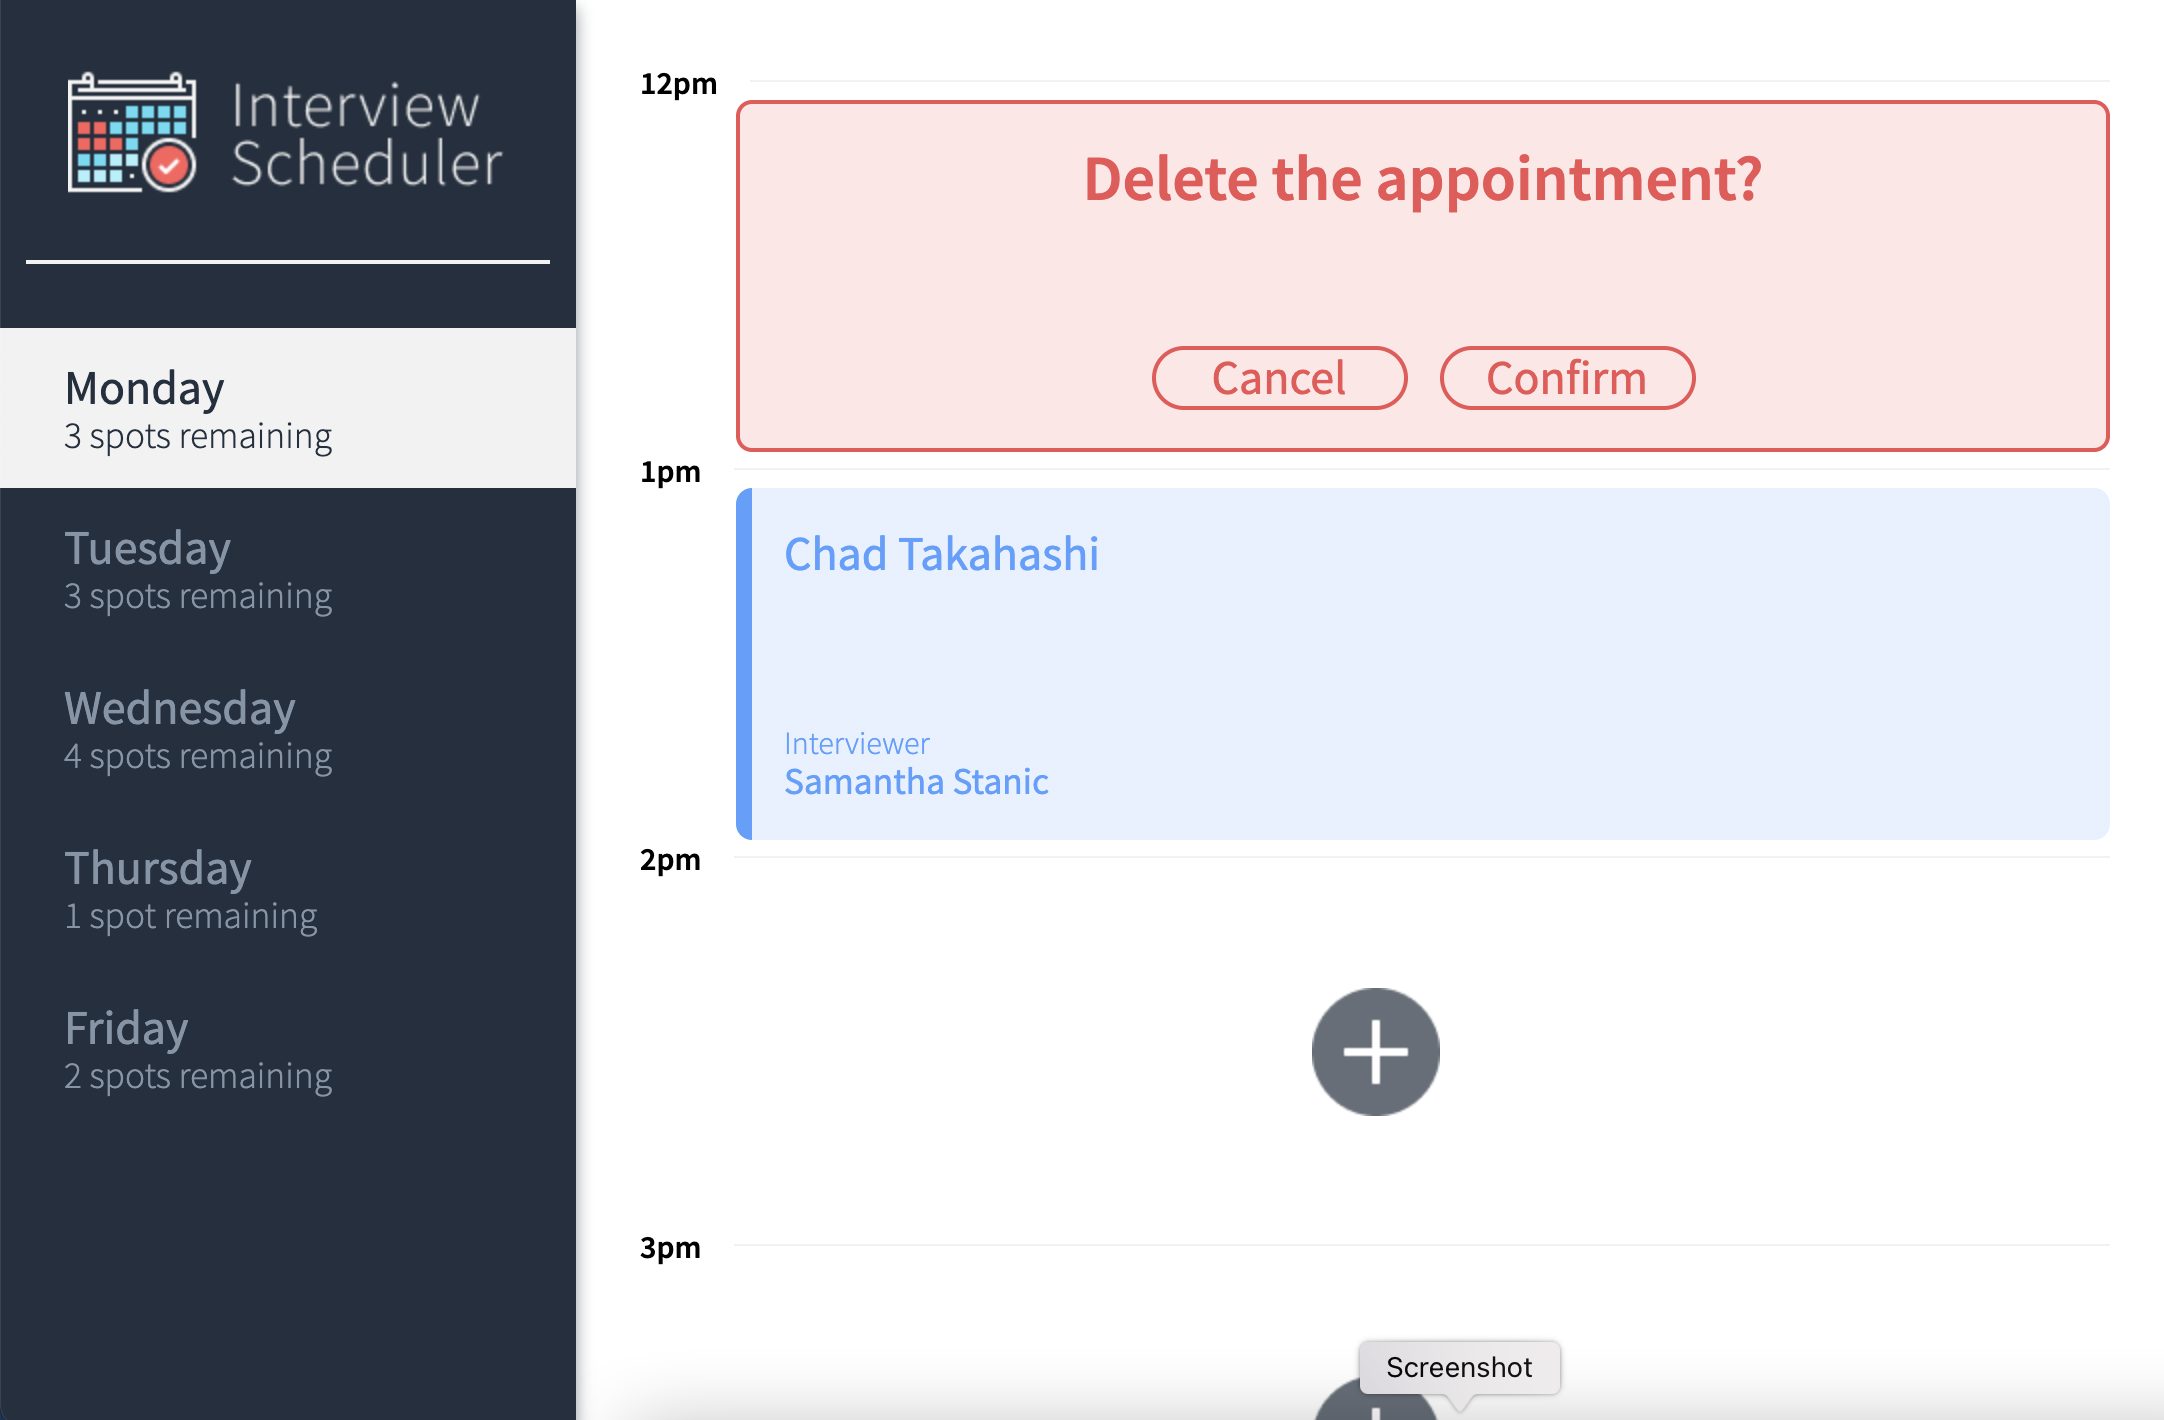 Interview
Scheduler
Monday
3 spots remaining
Tuesday
3 spots remaining
Wednesday
4 spots remaining
Thursday
1 spot remaining
Friday
2 spots remaining
12pm
Delete the appointment?
Cancel Confirm
1pm
Chad Takahashi
Interviewer
Samantha Stanic
2pm
3pm
Screenshot